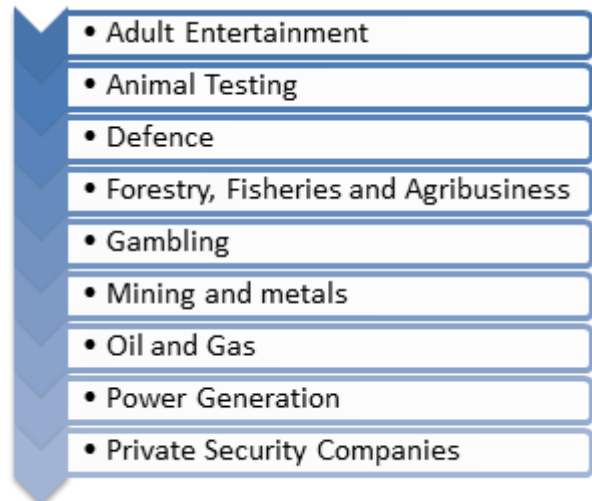 • Adult Entertainment
• Animal Testing
• Defence
• Forestry, Fisheries and Agribusiness
• Gambling
• Mining and metals
• Oil and Gas
• Power Generation
• Private Security Companies